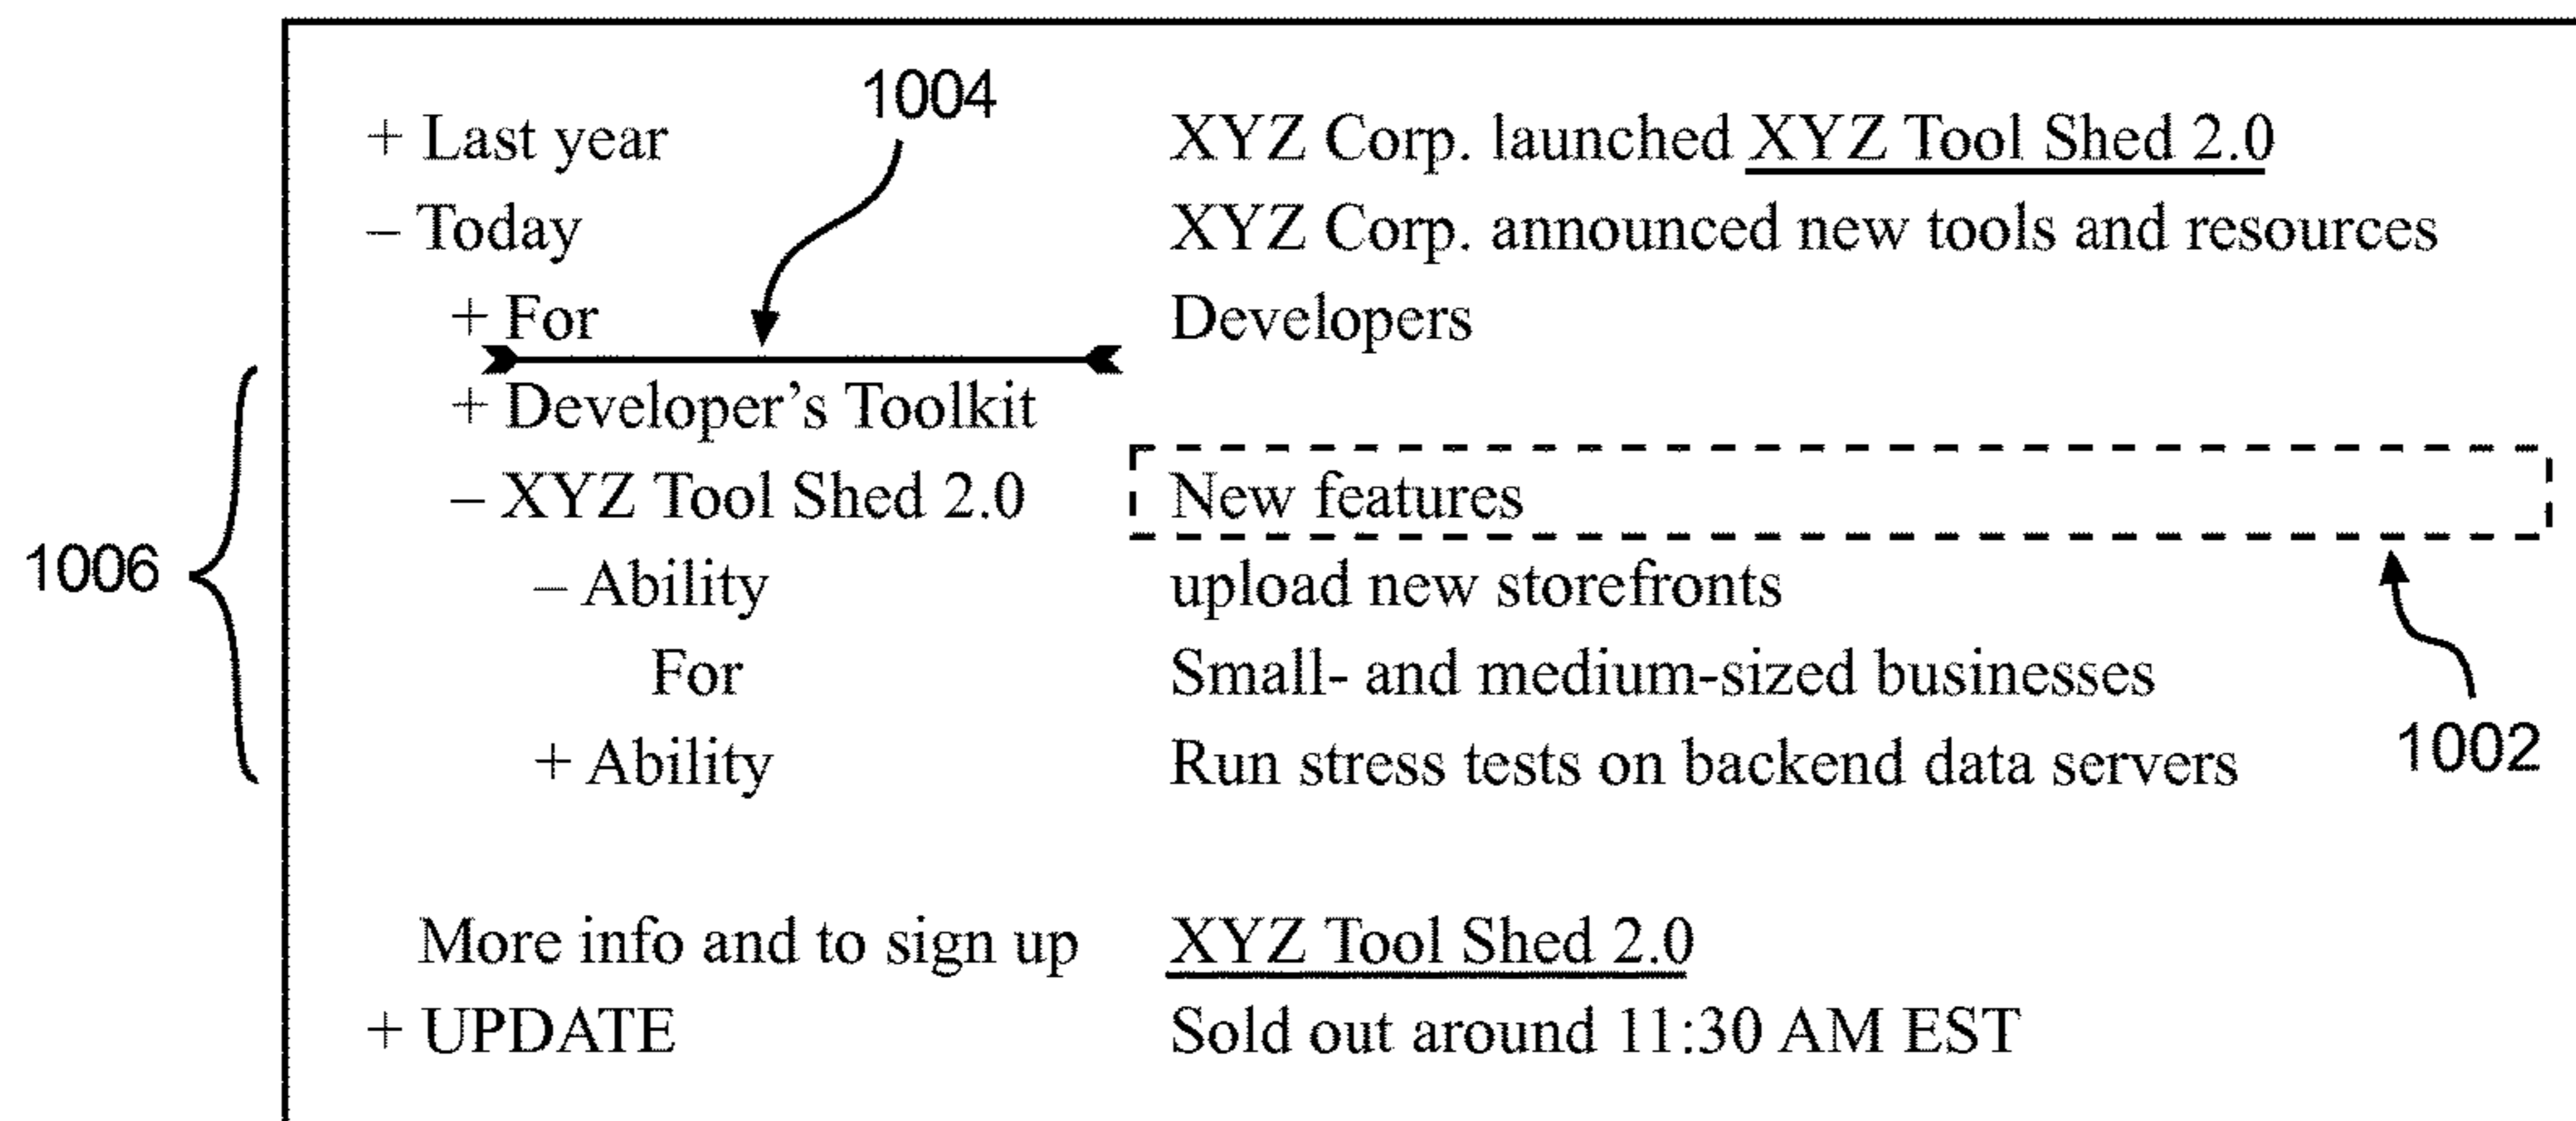 1004
+ Last year XYZ Corp. launched XYZ Tool Shed 2.0
– Today XYZ Corp. announced new tools and resources
+ For Developers
+ Developer’s Toolkit
– XYZ Tool Shed 2.0 New features
1006
– Ability upload new storefronts
For Small- and medium-sized businesses
+ Ability Run stress tests on backend data servers
1002
More info and to sign up XYZ Tool Shed 2.0
+ UPDATE Sold out around 11:30 AM EST